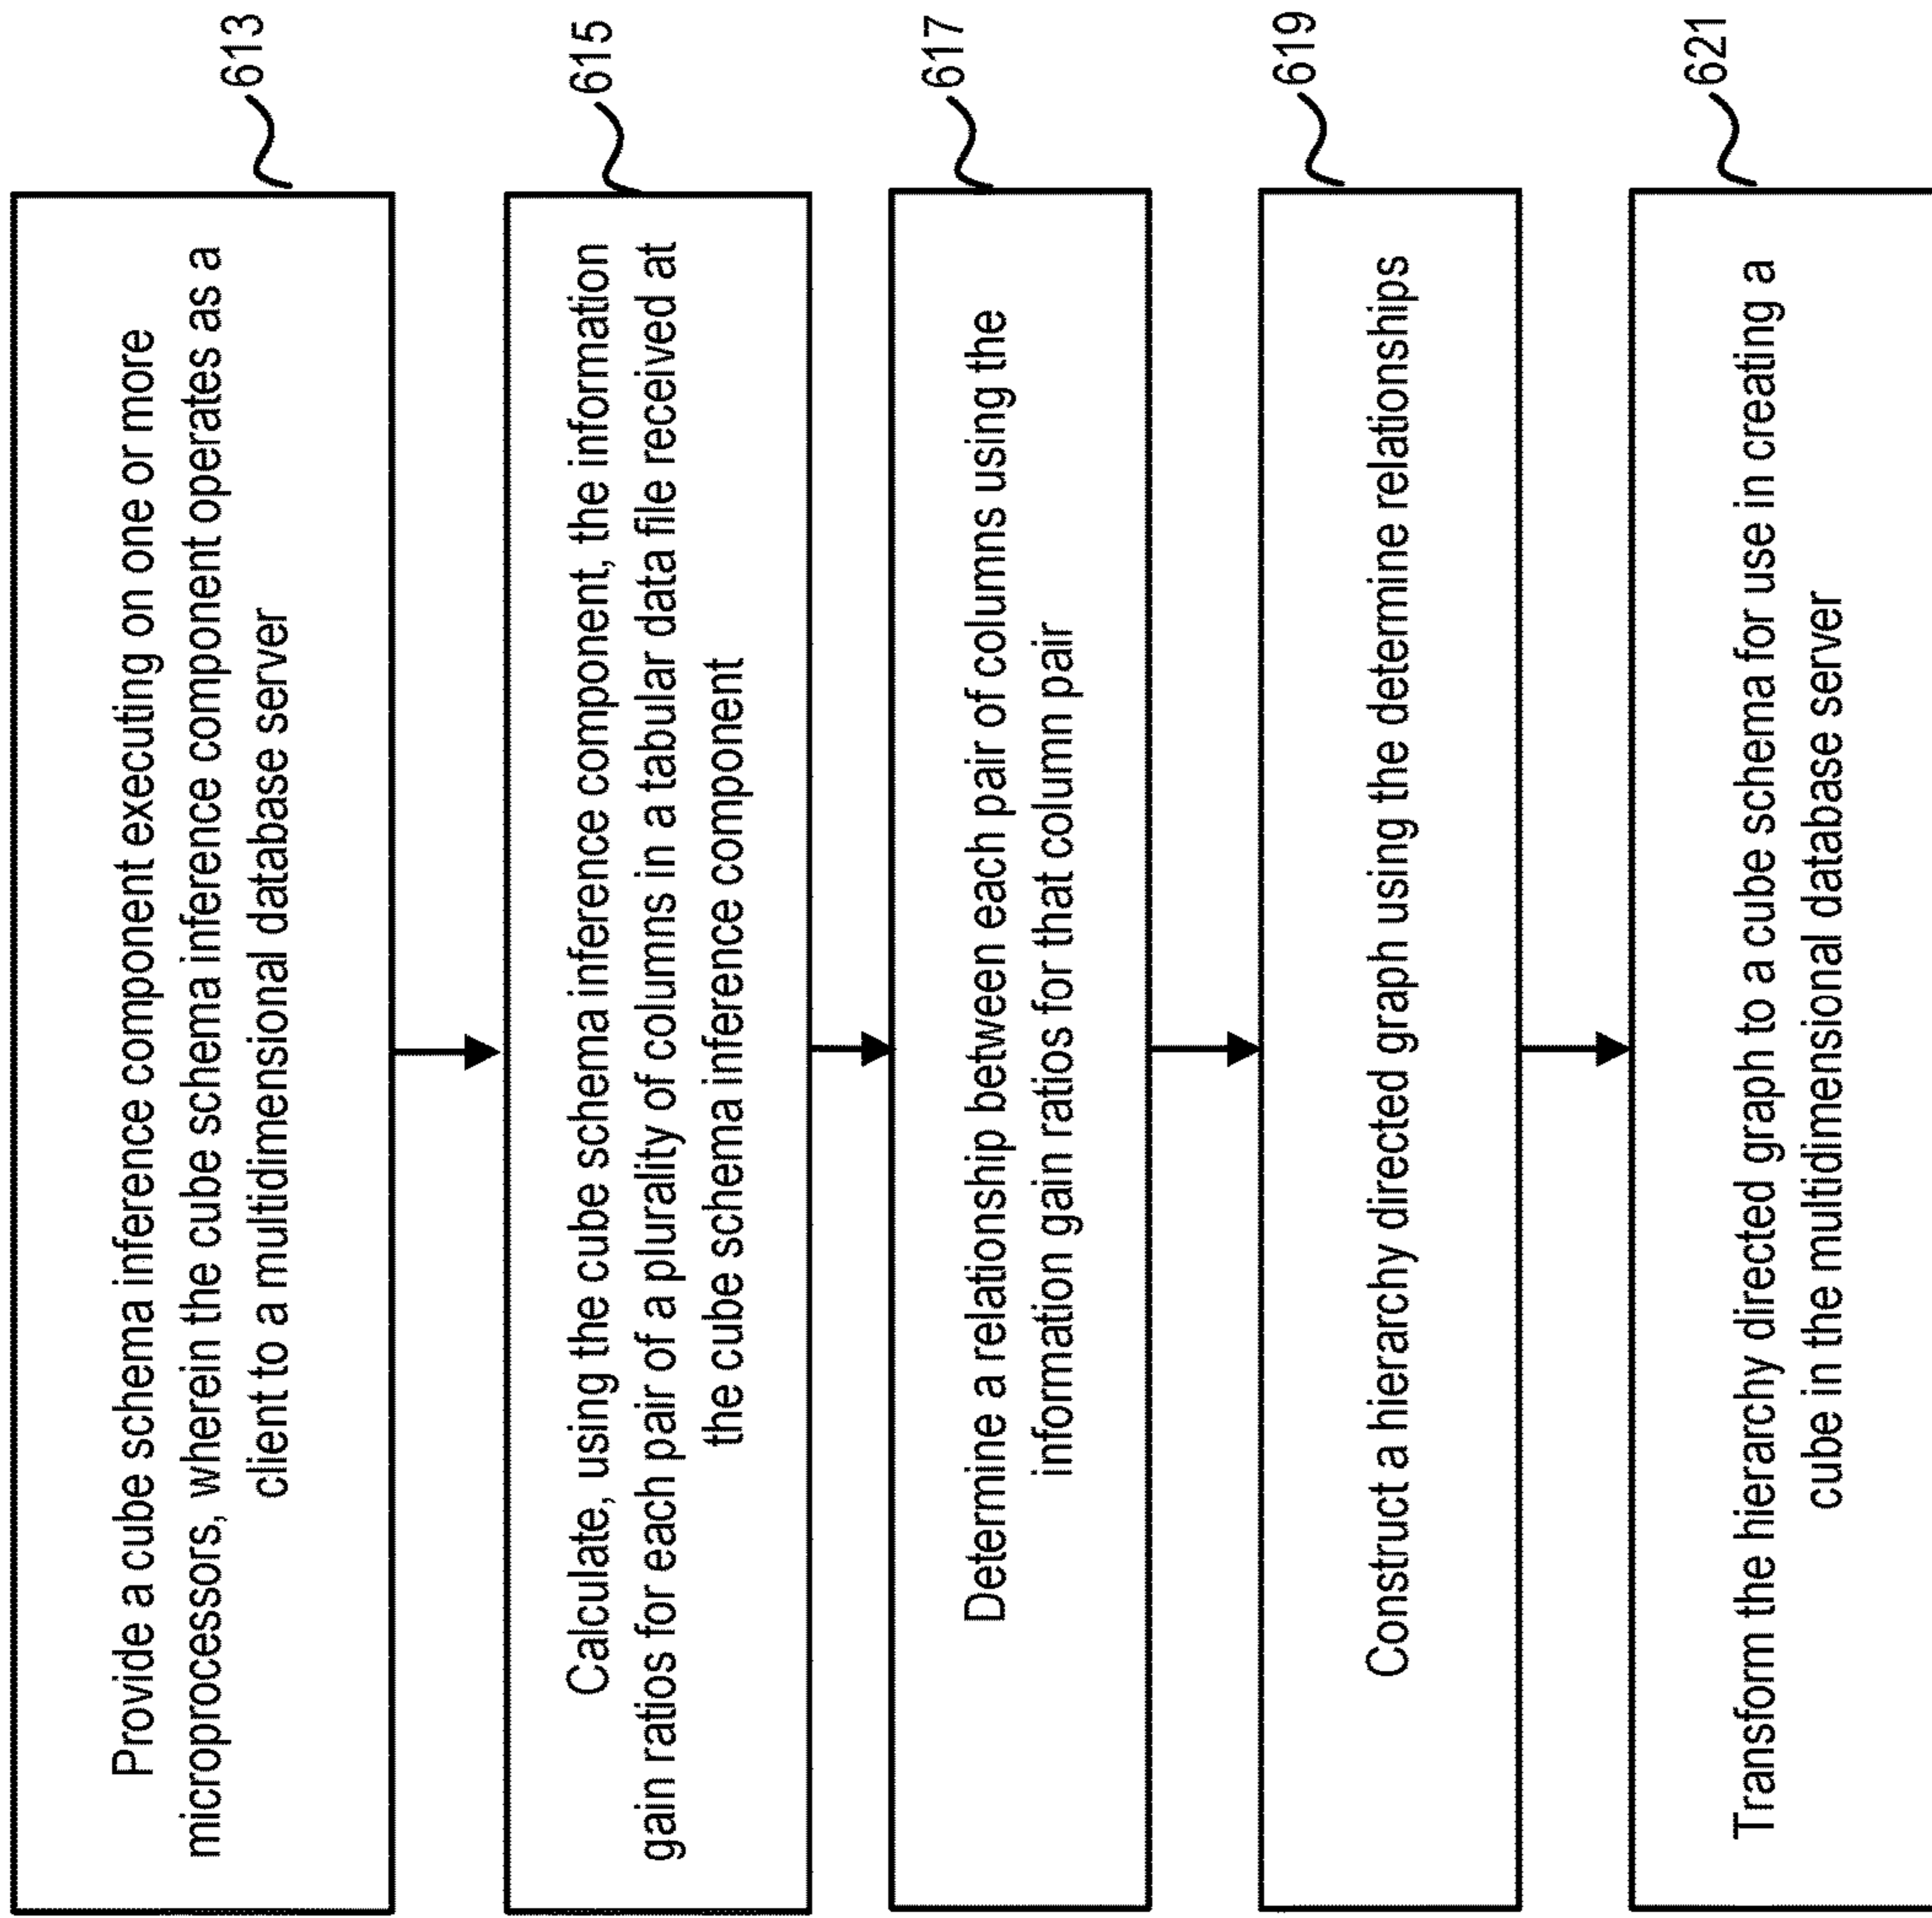 Provide a cube schema inference component executing on one or more
microprocessors, wherein the cube schema inference component operates as a
client to a multidimensional database server
613
Calculate, using the cube schema inference component, the information
gain ratios for each pair of a plurality of columns in a tabular data file received at
the cube schema inference component
615
Determine a relationship between each pair of columns using the
information gain ratios for that column pair
617
Construct a hierarchy directed graph using the determine relationships
619
Transform the hierarchy directed graph to a cube schema for use in creating a
cube in the multidimensional database server
621